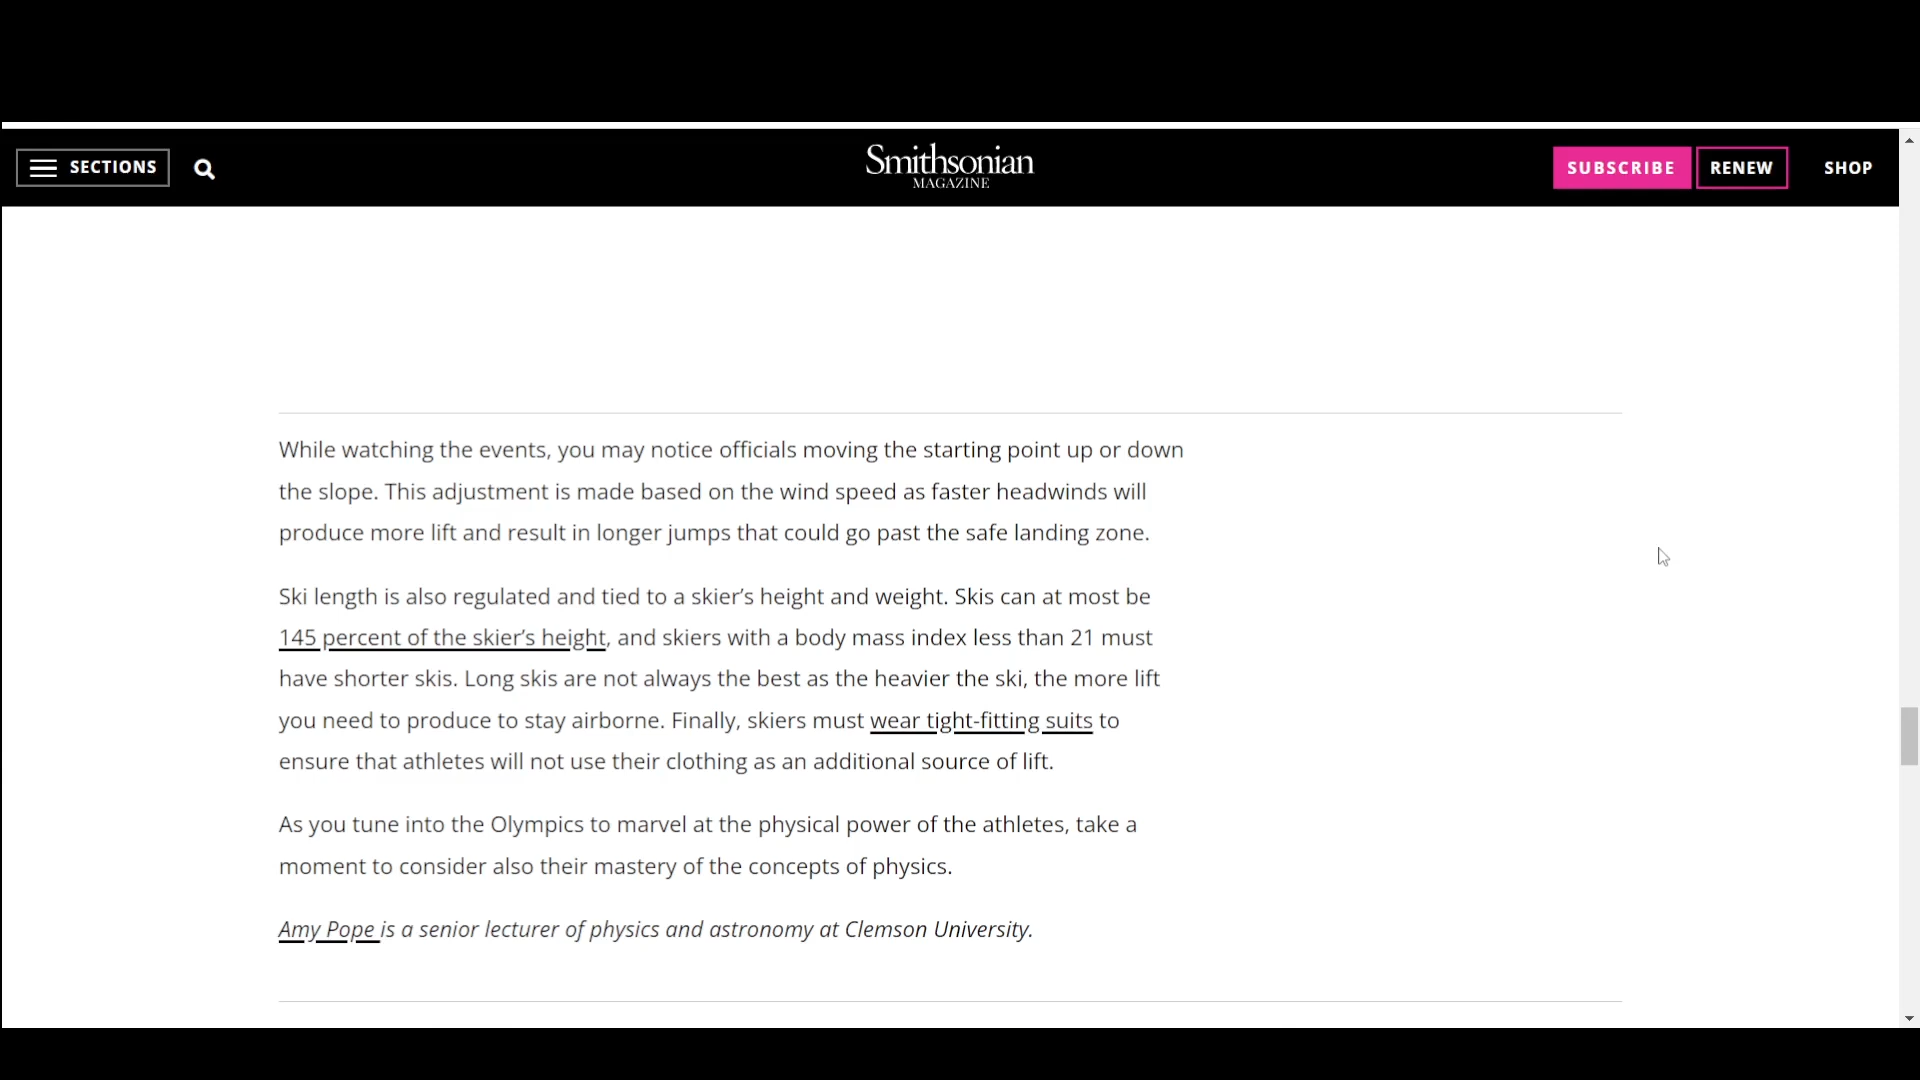 SECTIONS
Smithsonian
MAGAZINE
SUBSCRIBE
RENEW
SHOP
While watching the events, you may notice officials moving the starting point up or down
the slope. This adjustment is made based on the wind speed as faster headwinds will
produce more lift and result in longer jumps that could go past the safe landing zone.
Ski length is also regulated and tied to a skier’s height and weight. Skis can at most be
145 percent of the skier’s height, and skiers with a body mass index less than 21 must
have shorter skis. Long skis are not always the best as the heavier the ski, the more lift
you need to produce to stay airborne. Finally, skiers must wear tight-fitting suits to
ensure that athletes will not use their clothing as an additional source of lift.
As you tune into the Olympics to marvel at the physical power of the athletes, take a
moment to consider also their mastery of the concepts of physics.
Amy Pope is a senior lecturer of physics and astronomy at Clemson University.